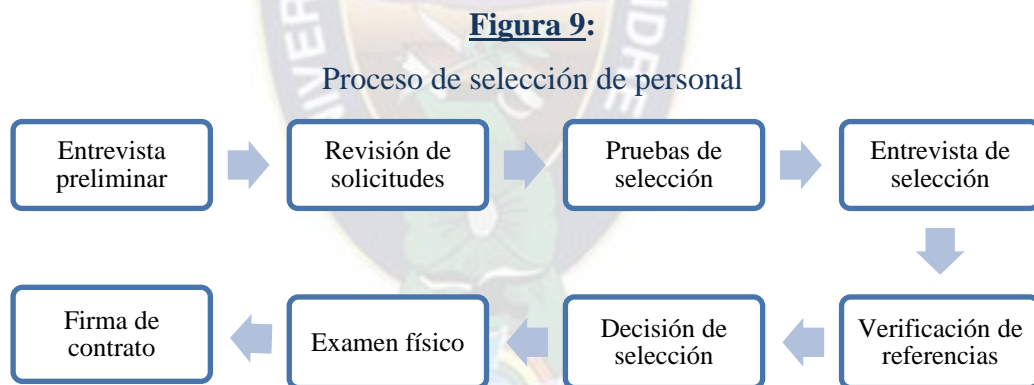 Figura 9:
Proceso de selección de personal
Entrevista
preliminar
Revisión de
solicitudes
Pruebas de
selección
Entrevista de
selección
Verificación de
referencias
Decisión de
selección
Examen físico
Firma de
contrato